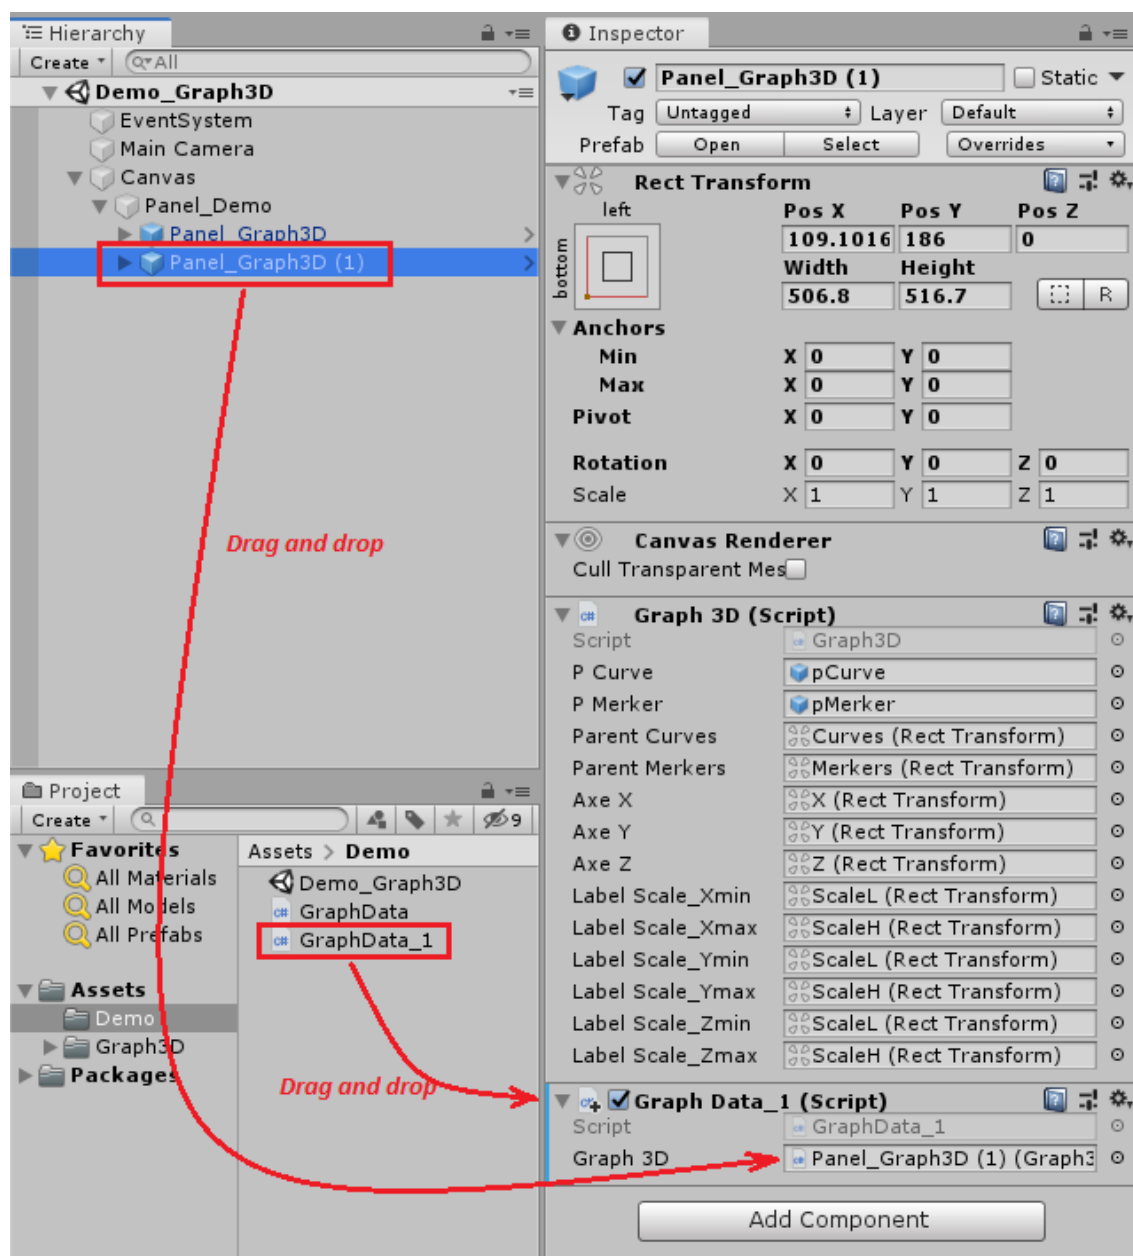 Hierarchy
Create
All
Demo_Graph3D
EventSystem
Main Camera
Canvas
Panel_Demo
Panel_Graph3D
Panel_Graph3D (1)
Drag and drop
Project
Create
9
Favorites
All Materials
All Models
All Prefabs
Assets
Demo
Graph3D
Packages
Assets > Demo
Demo_Graph3D
GraphData
GraphData_1
Drag and drop
Inspector
Panel_Graph3D (1)
Static
Tag Untagged Layer Default
Prefab Open Select Overrides
Rect Transform
left
bottom
Pos X Pos Y Pos Z
109.1016 186 0
Width Height
506.8 516.7 R
Anchors
Min X 0 Y 0
Max X 0 Y 0
Pivot X 0 Y 0
Rotation X 0 Y 0 Z 0
Scale X 1 Y 1 Z 1
Canvas Renderer
Cull Transparent Mes
c# Graph 3D (Script)
Script Graph3D
P Curve pCurve
P Merker pMerker
Parent Curves Curves (Rect Transform)
Parent Merkers Merkers (Rect Transform)
Axe X X (Rect Transform)
Axe Y Y (Rect Transform)
Axe Z Z (Rect Transform)
Label Scale_Xmin ScaleL (Rect Transform)
Label Scale_Xmax ScaleH (Rect Transform)
Label Scale_Ymin ScaleL (Rect Transform)
Label Scale_Ymax ScaleH (Rect Transform)
Label Scale_Zmin ScaleL (Rect Transform)
Label Scale_Zmax ScaleH (Rect Transform)
Graph Data_1 (Script)
Script GraphData_1
Graph 3D Panel_Graph3D (1) (Graph3
Add Component